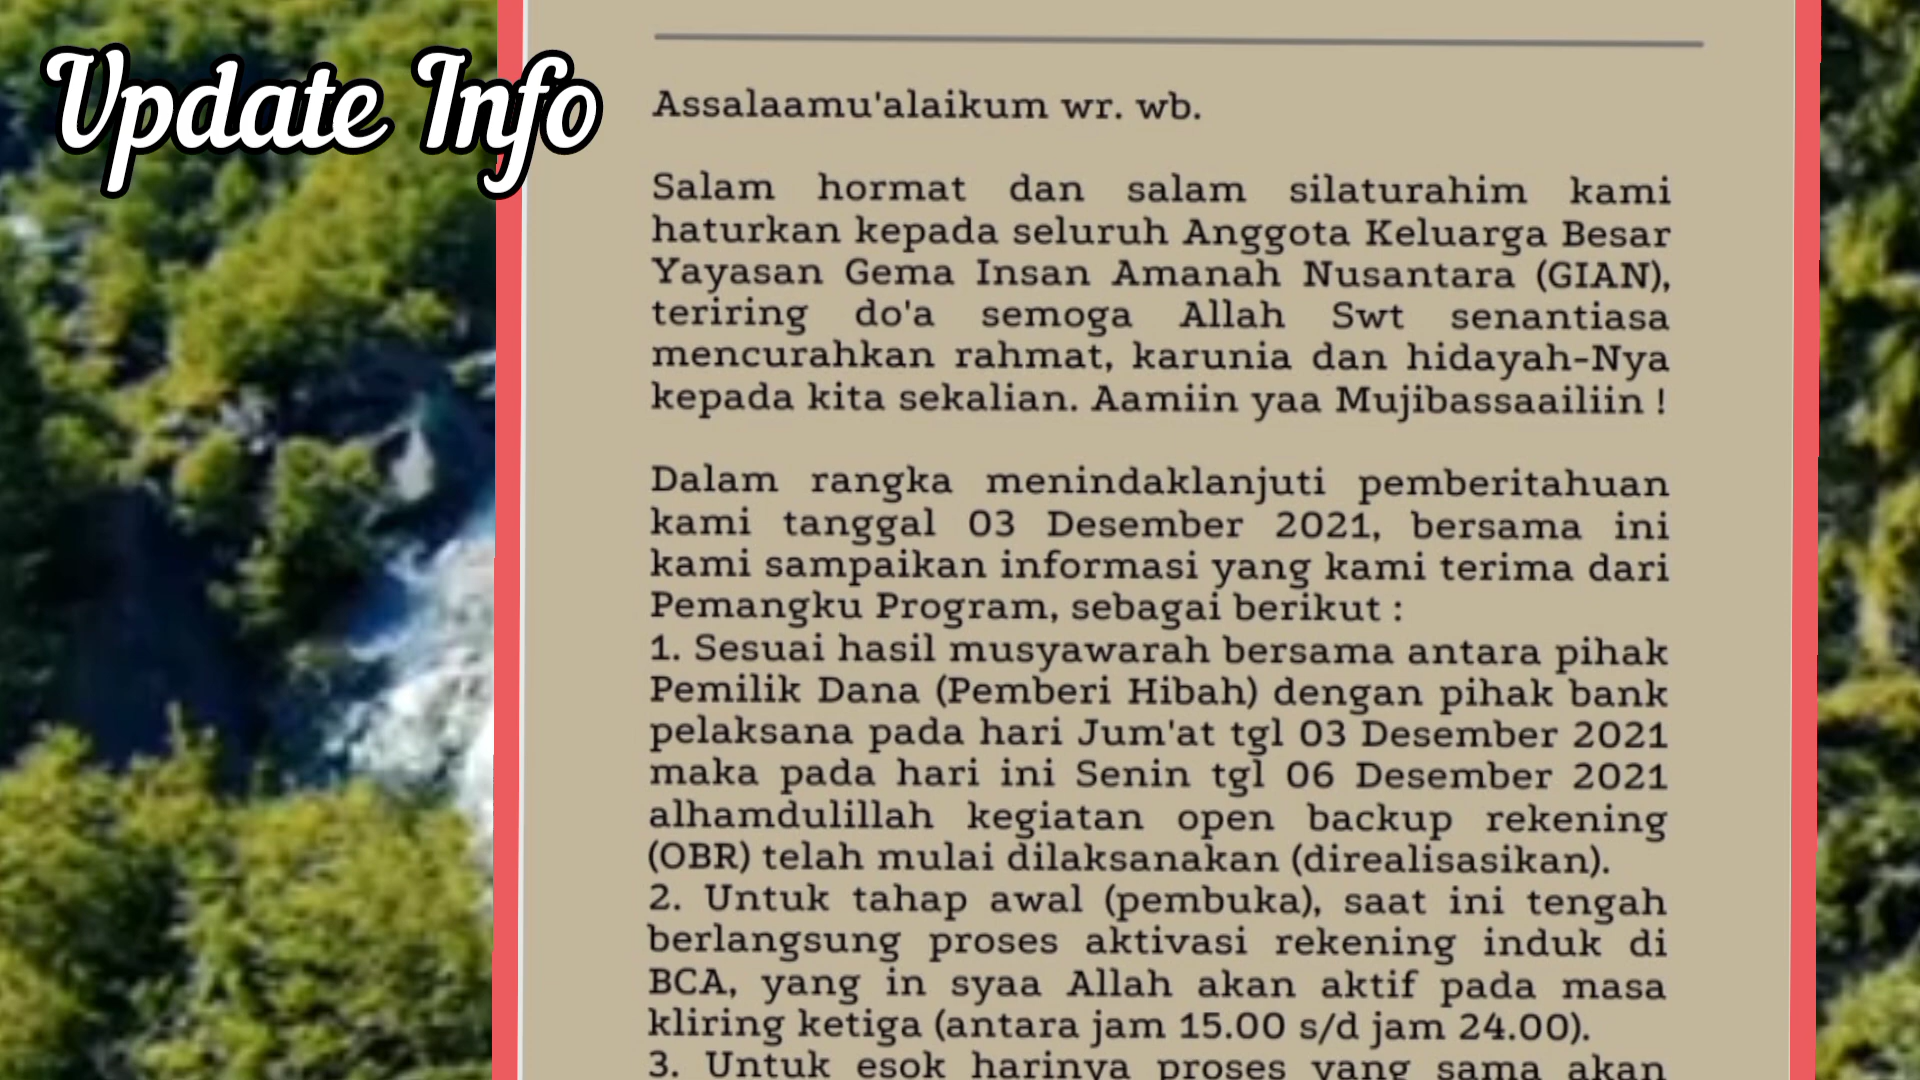 Update Info
Assalaamu'alaikum wr. wb.
Salam hormat dan salam silaturahim kami
haturkan kepada seluruh Anggota Keluarga Besar
Yayasan Gema Insan Amanah Nusantara (GIAN),
teriring do'a semoga Allah Swt senantiasa
mencurahkan rahmat, karunia dan hidayah-Nya
kepada kita sekalian. Aamiin yaa Mujibassaailiin !
Dalam rangka menindaklanjuti pemberitahuan
kami tanggal 03 Desember 2021, bersama ini
kami sampaikan informasi yang kami terima dari
Pemangku Program, sebagai berikut :
1. Sesuai hasil musyawarah bersama antara pihak
Pemilik Dana (Pemberi Hibah) dengan pihak bank
pelaksana pada hari Jum'at tgl 03 Desember 2021
maka pada hari ini Senin tgl 06 Desember 2021
alhamdulillah kegiatan open backup rekening
(OBR) telah mulai dilaksanakan (direalisasikan).
2. Untuk tahap awal (pembuka), saat ini tengah
berlangsung proses aktivasi rekening induk di
BCA, yang in syaa Allah akan aktif pada masa
kliring ketiga (antara jam 15.00 s/d jam 24.00).
3. Untuk esok harinya proses yang sama akan